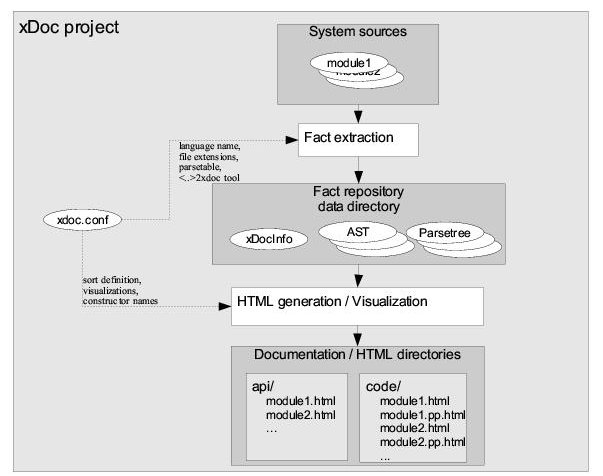 xDoc project
System sources
module1
module2
Fact extraction
language name,
file extensions,
parsetable,
<..>2xdoc tool
Fact repository
data directory
xdoc.conf
xDocInfo
AST
Parsetree
sort definition,
visualizations,
constructor names
HTML generation / Visualization
Documentation / HTML directories
api/
module1.html
module2.html
...
code/
module1.html
module1.pp.html
module2.html
module2.pp.html
...